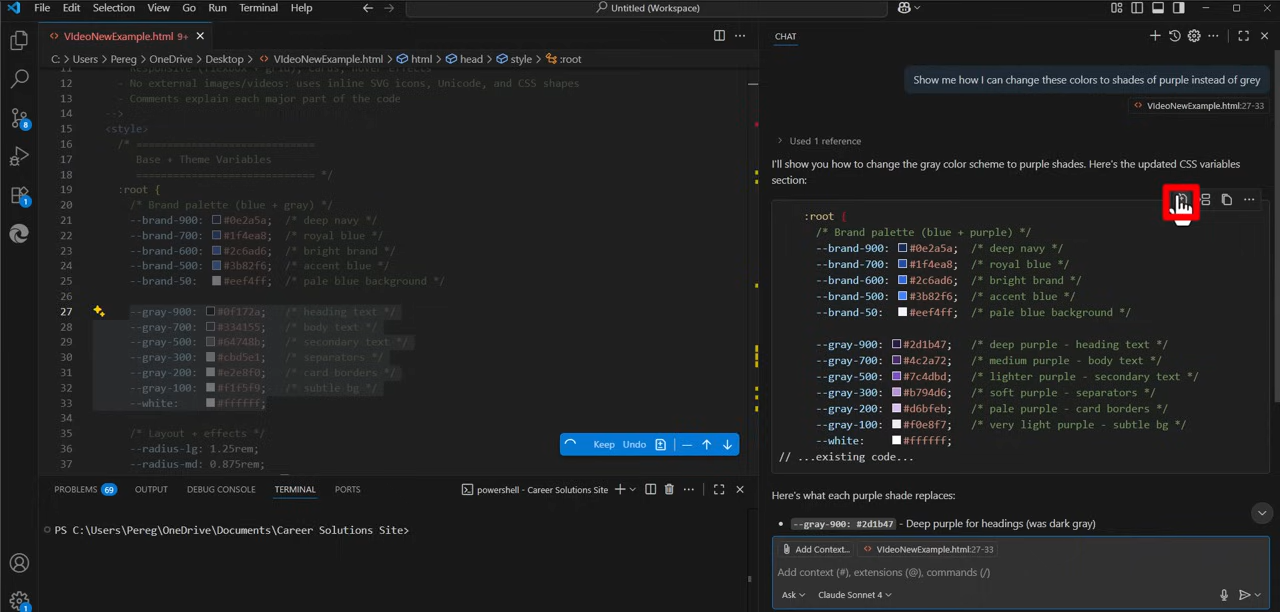 File Edit Selection View Go Run Terminal Help
Untitled (Workspace)
VIdeoNewExample.html 9+
C: > Users > Pereg > OneDrive > Desktop > VIdeoNewExample.html > html > head > style > :root
12 - No external images/videos: uses inline SVG icons, Unicode, and CSS shapes
13 - Comments explain each major part of the code
14 -->
15 <style>
16 /* ============================
17 Base + Theme Variables
18 ============================ */
19 :root {
20 /* Brand palette (blue + gray) */
21 --brand-900: #0e2a5a; /* deep navy */
22 --brand-700: #1f4ea8; /* royal blue */
23 --brand-600: #2c6ad6; /* bright brand */
24 --brand-500: #3b82f6; /* accent blue */
25 --brand-50: #eef4ff; /* pale blue background */
26
27 --gray-900: #0f172a; /* heading text */
28 --gray-700: #334155; /* body text */
29 --gray-500: #64748b; /* secondary text */
30 --gray-300: #cbd5e1; /* separators */
31 --gray-200: #e2e8f0; /* card borders */
32 --gray-100: #f1f5f9; /* subtle bg */
33 --white: #ffffff;
34
35 /* Layout + effects */
36 --radius-lg: 1.25rem;
37 --radius-md: 0.875rem;
Keep Undo
PROBLEMS 69 OUTPUT DEBUG CONSOLE TERMINAL PORTS
powershell - Career Solutions Site
PS C:\Users\Pereg\OneDrive\Documents\Career Solutions Site>
8
1
1
CHAT
Show me how I can change these colors to shades of purple instead of grey
VIdeoNewExample.html:27-33
Used 1 reference
I'll show you how to change the gray color scheme to purple shades. Here's the updated CSS variables
section:
:root {
/* Brand palette (blue + purple) */
--brand-900: #0e2a5a; /* deep navy */
--brand-700: #1f4ea8; /* royal blue */
--brand-600: #2c6ad6; /* bright brand */
--brand-500: #3b82f6; /* accent blue */
--brand-50: #eef4ff; /* pale blue background */
--gray-900: #2d1b47; /* deep purple - heading text */
--gray-700: #4c2a72; /* medium purple - body text */
--gray-500: #7c4dbd; /* lighter purple - secondary text */
--gray-300: #b794d6; /* soft purple - separators */
--gray-200: #d6bfeb; /* pale purple - card borders */
--gray-100: #f0e8f7; /* very light purple - subtle bg */
--white: #ffffff;
// ...existing code...
Here's what each purple shade replaces:
• --gray-900: #2d1b47 - Deep purple for headings (was dark gray)
Add Context... VIdeoNewExample.html:27-33
Add context (#), extensions (@), commands (/)
Ask Claude Sonnet 4